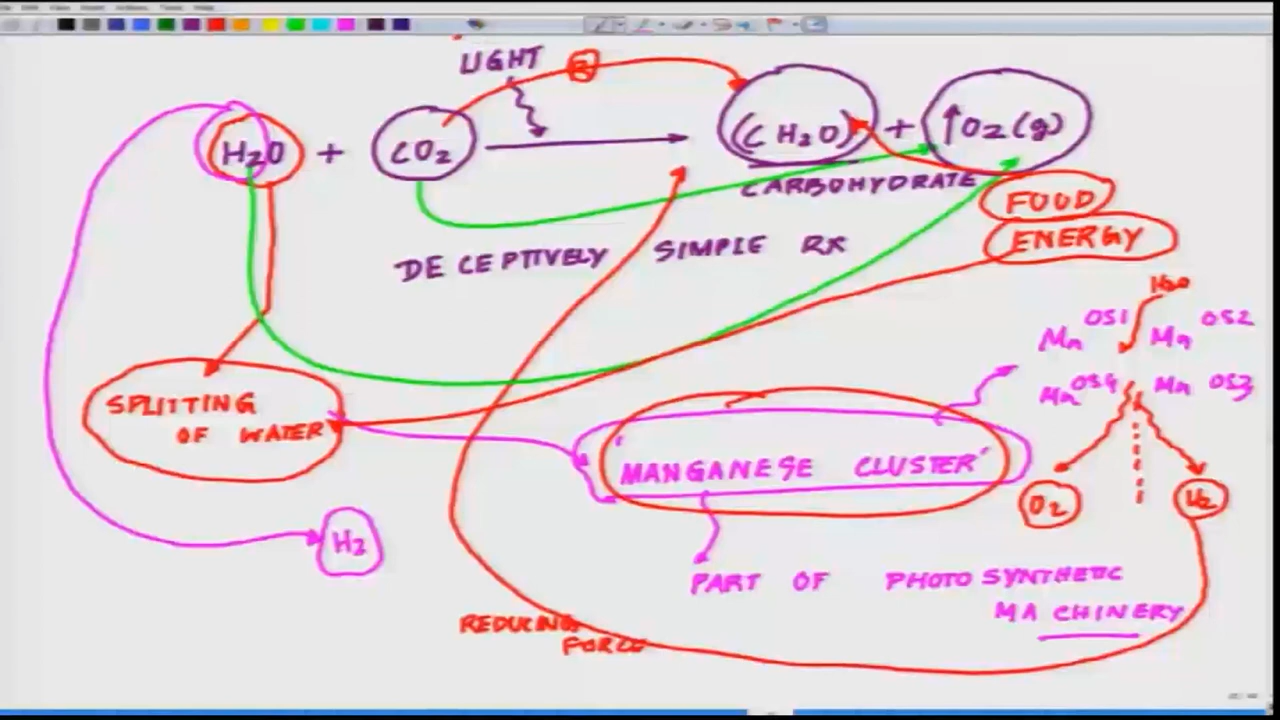 LIGHT
H2O + CO2 (CH2O) + ↑O2(g)
CARBOHYDRATE
FOOD
ENERGY
DECEPTIVELY SIMPLE RX
H2O
Mn OS1 Mn OS2
Mn OS4 Mn OS3
SPLITTING
OF WATER
'MANGANESE CLUSTER'
O2 H2
H2
PART OF PHOTOSYNTHETIC
MACHINERY
REDUCING
FORCE